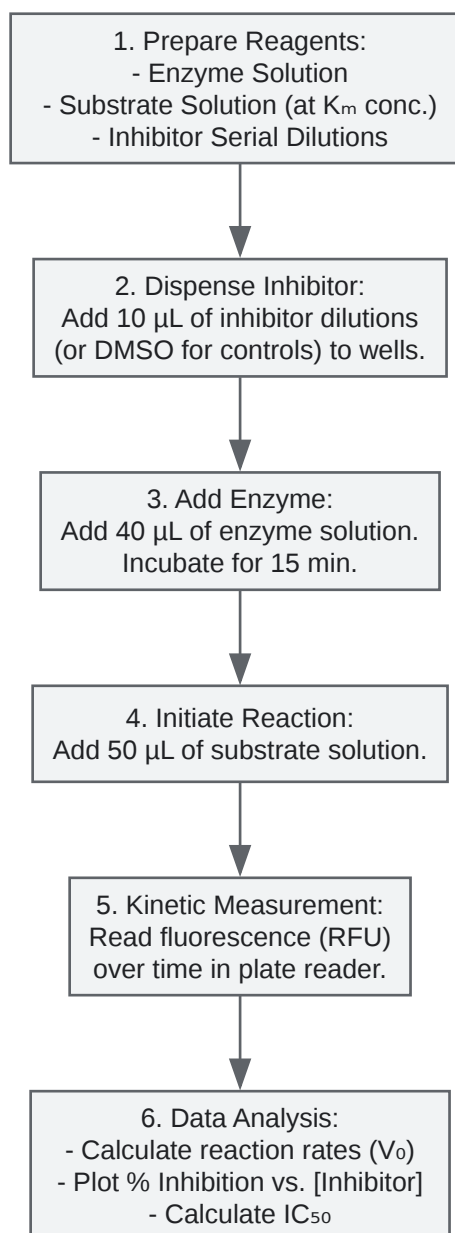 1. Prepare Reagents:
- Enzyme Solution
- Substrate Solution (at Kₘ conc.)
- Inhibitor Serial Dilutions
2. Dispense Inhibitor:
Add 10 µL of inhibitor dilutions
(or DMSO for controls) to wells.
3. Add Enzyme:
Add 40 µL of enzyme solution.
Incubate for 15 min.
4. Initiate Reaction:
Add 50 µL of substrate solution.
5. Kinetic Measurement:
Read fluorescence (RFU)
over time in plate reader.
6. Data Analysis:
- Calculate reaction rates (V₀)
- Plot % Inhibition vs. [Inhibitor]
- Calculate IC₅₀